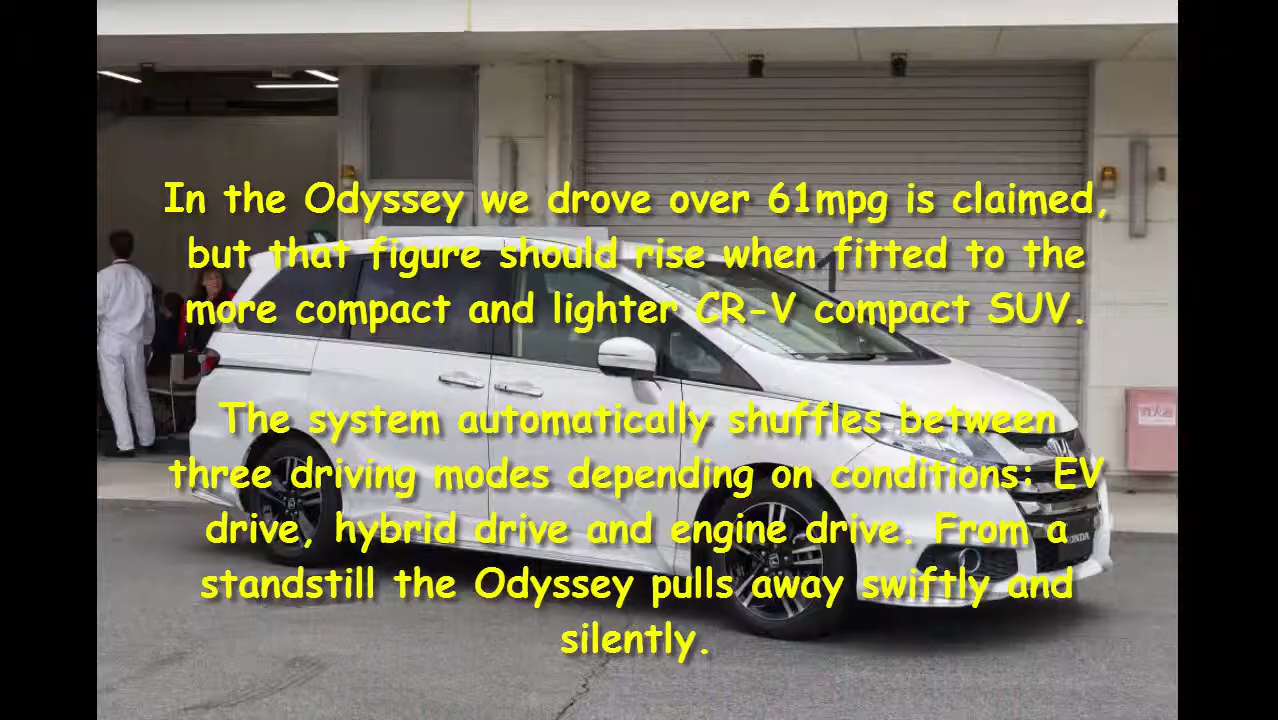 In the Odyssey we drove over 61mpg is claimed,
but that figure should rise when fitted to the
more compact and lighter CR-V compact SUV.
The system automatically shuffles between
three driving modes depending on conditions: EV
drive, hybrid drive and engine drive. From a
standstill the Odyssey pulls away swiftly and
silently.
HONDA